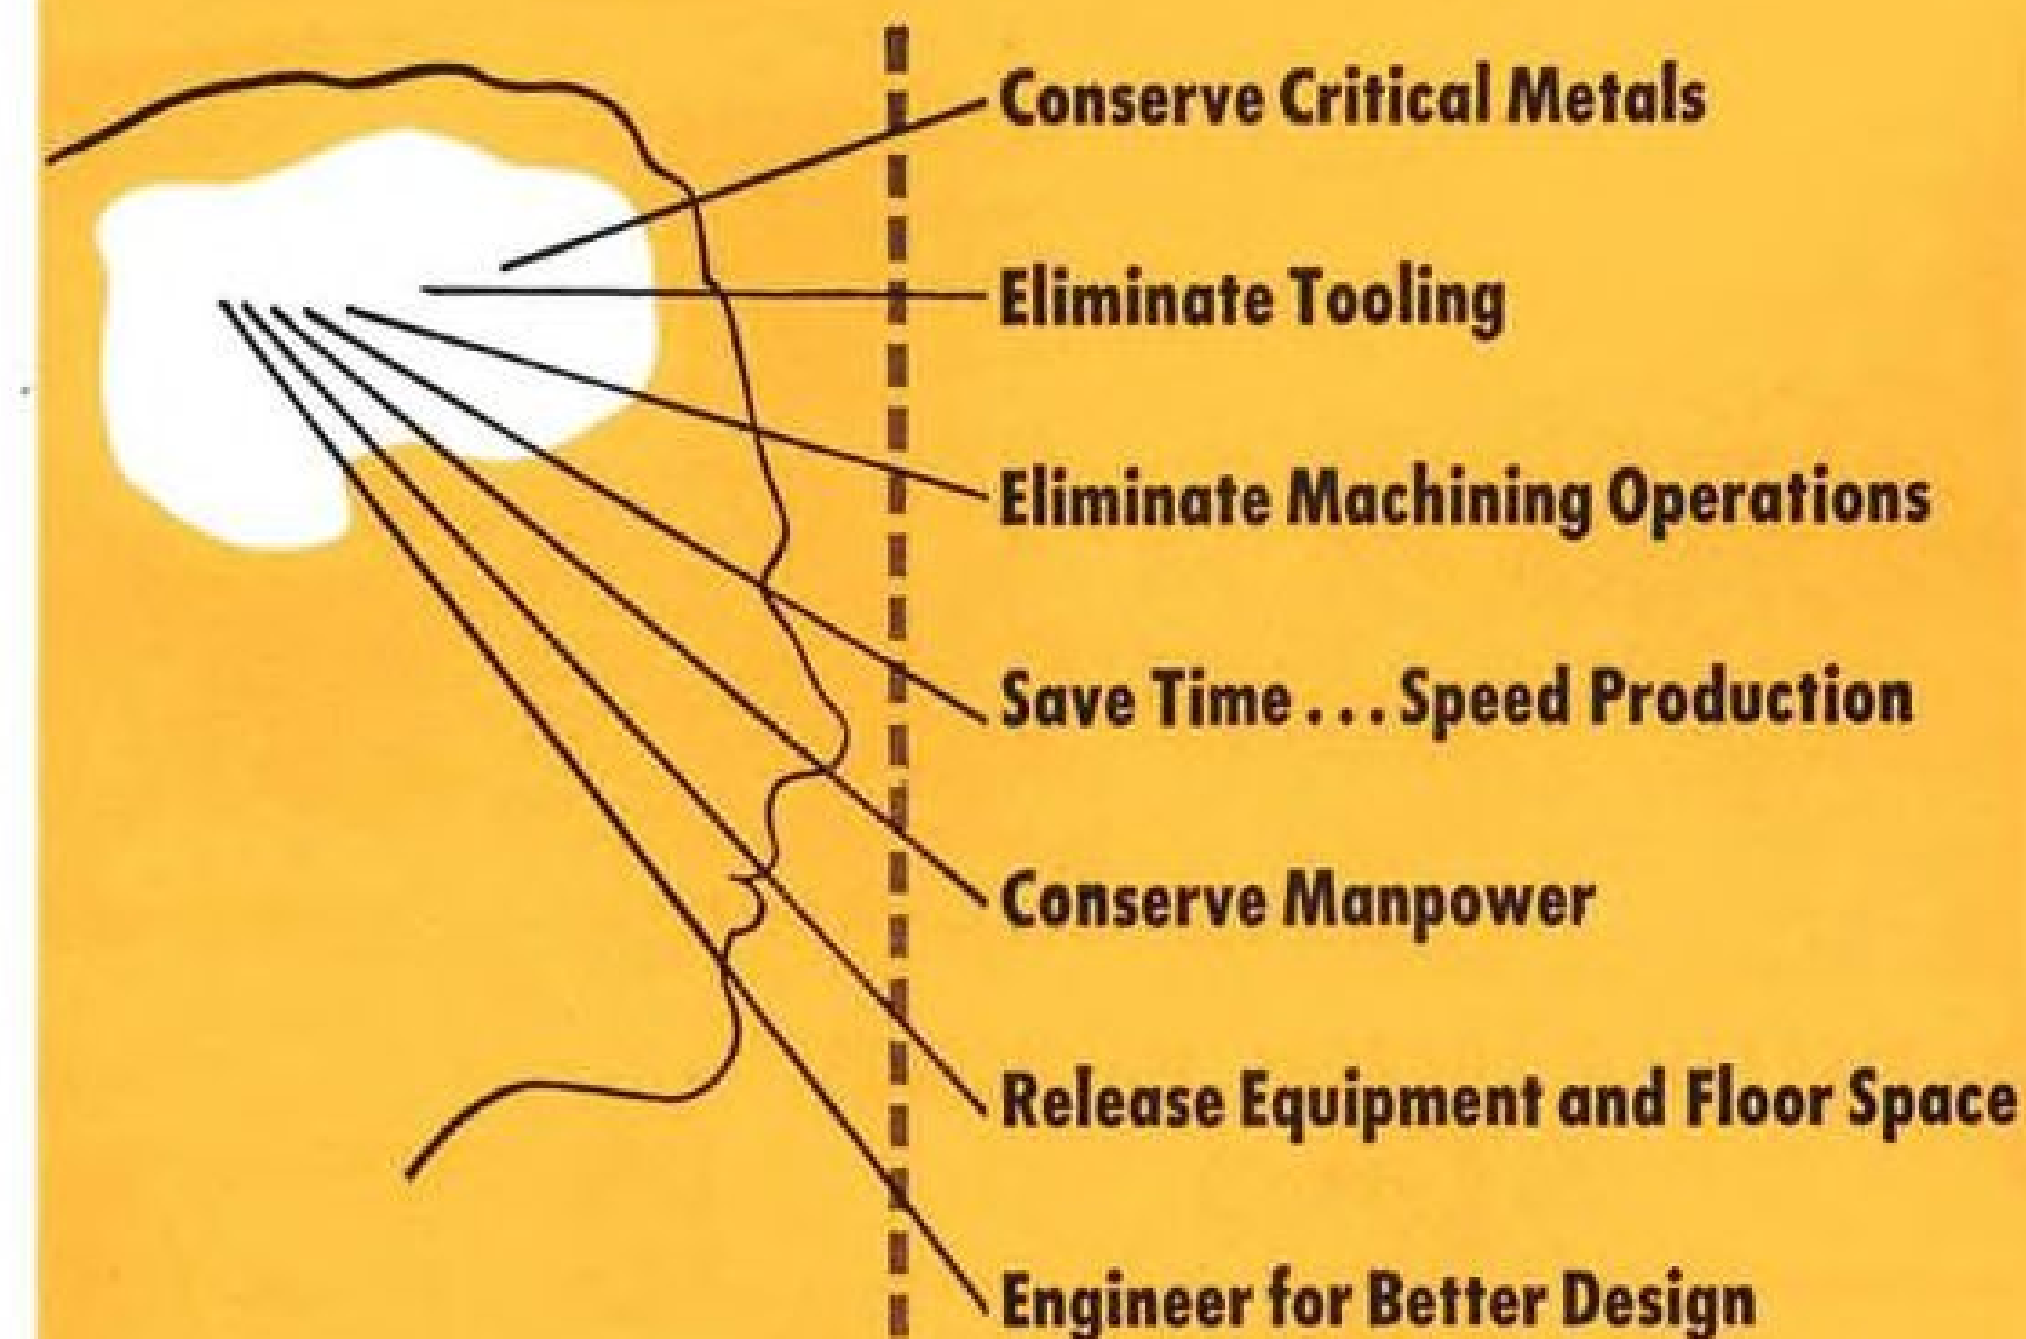 Conserve Critical Metals
Eliminate Tooling
Eliminate Machining Operations
Save Time...Speed Production
Conserve Manpower
Release Equipment and Floor Space
Engineer for Better Design